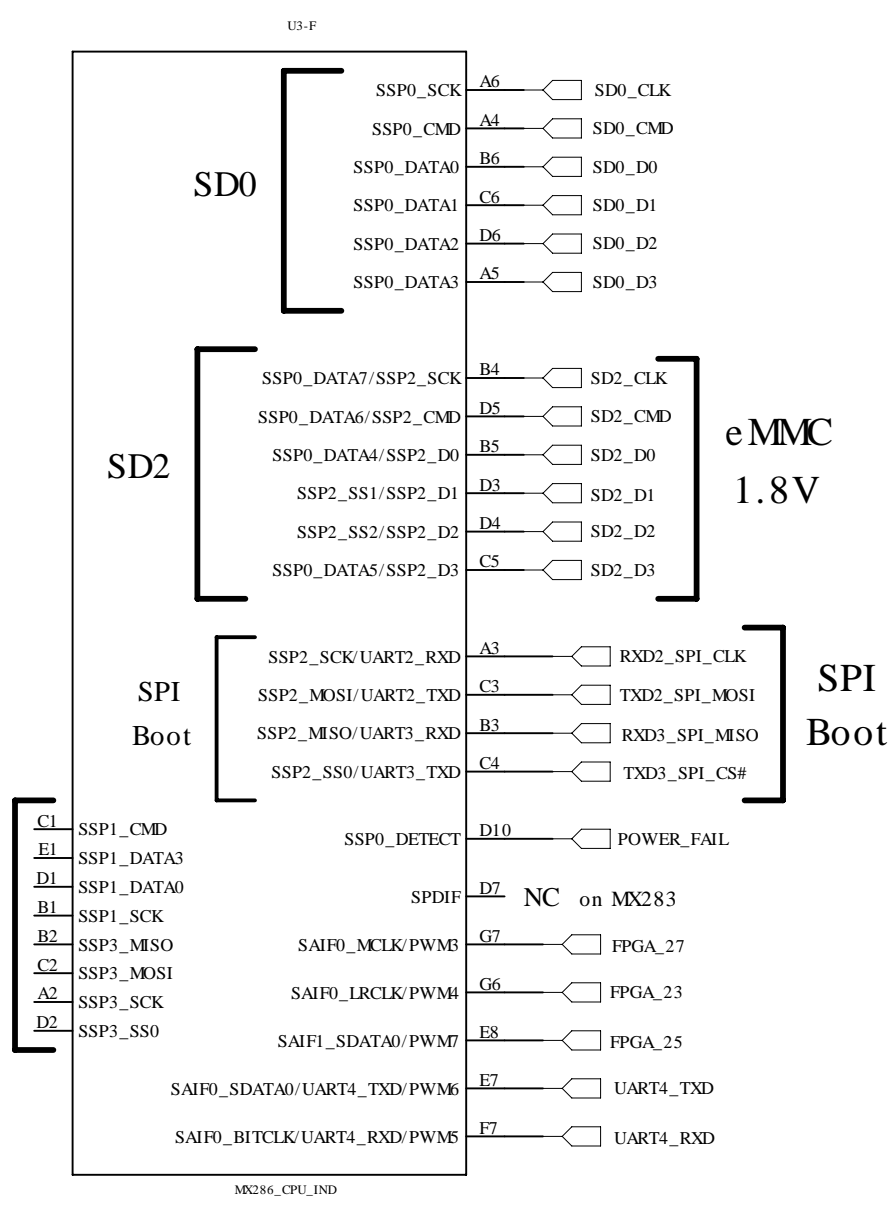 U3-F
SD0
SSP0_SCK A6 SD0_CLK
SSP0_CMD A4 SD0_CMD
SSP0_DATA0 B6 SD0_D0
SSP0_DATA1 C6 SD0_D1
SSP0_DATA2 D6 SD0_D2
SSP0_DATA3 A5 SD0_D3
SD2
SSP0_DATA7/SSP2_SCK B4 SD2_CLK
SSP0_DATA6/SSP2_CMD D5 SD2_CMD
SSP0_DATA4/SSP2_D0 B5 SD2_D0
SSP2_SS1/SSP2_D1 D3 SD2_D1
SSP2_SS2/SSP2_D2 D4 SD2_D2
SSP0_DATA5/SSP2_D3 C5 SD2_D3
eMMC
1.8V
SPI
Boot
SSP2_SCK/UART2_RXD A3 RXD2_SPI_CLK
SSP2_MOSI/UART2_TXD C3 TXD2_SPI_MOSI
SSP2_MISO/UART3_RXD B3 RXD3_SPI_MISO
SSP2_SS0/UART3_TXD C4 TXD3_SPI_CS#
SPI
Boot
C1 SSP1_CMD
E1 SSP1_DATA3
D1 SSP1_DATA0
B1 SSP1_SCK
B2 SSP3_MISO
C2 SSP3_MOSI
A2 SSP3_SCK
D2 SSP3_SS0
SSP0_DETECT D10 POWER_FAIL
SPDIF D7 NC on MX283
SAIF0_MCLK/PWM3 G7 FPGA_27
SAIF0_LRCLK/PWM4 G6 FPGA_23
SAIF1_SDATA0/PWM7 E8 FPGA_25
SAIF0_SDATA0/UART4_TXD/PWM6 E7 UART4_TXD
SAIF0_BITCLK/UART4_RXD/PWM5 F7 UART4_RXD
MX286_CPU_IND